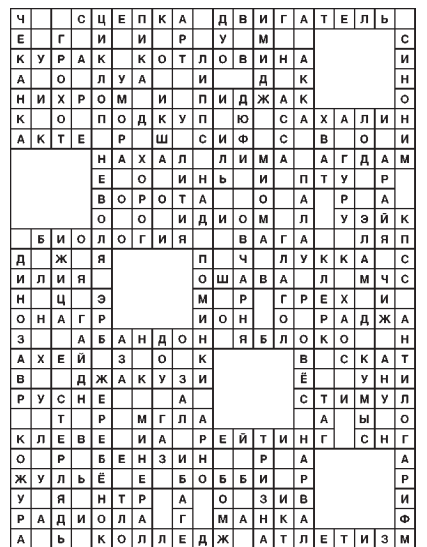 Ч СЦЕПКА ДВИГАТЕЛЬ
Е Г И И Р У М С
КУРАК КОТЛОВИНА И
А О ЛУА И Д К Н
НИХРОМ И ПИДЖАК О
К О ПОДКУП Ю САХАЛИН
АКТЕ Р Ш СИФ С В О И
НАХАЛ ЛИМА АГДАМ
Е О ИНЬ И ПТУ Р
В ВОРОТА О А Р А
О О ИДИОМ Л УЭЙК
БИОЛОГИЯ ВАГА ЛЯП
Д Ж Я П Ч ЛУККА С
ИЛИЯ ОШАВА Л МЧС
Н Ц Э М Р ГРЕХ И
ОНАГР ИОН О РАДЖА
З АБАНДОН ЯБЛОКО Н
АХЕЙ З О К В СКАТ
В ДЖАКУЗИ Ё УНИ
РУСНЕ А СТИМУЛ
Т Р МГЛА А Ы О
КЛЕВЕ ИА РЕЙТИНГ СНГ
О Р БЕНЗИН Р А А
ЖУЛЬЁ Е БОББИ Р Р
У Я НТР А О ЗИВ И
РАДИОЛА Г МАНКА Ф
А Ь КОЛЛЕДЖ АТЛЕТИЗМ